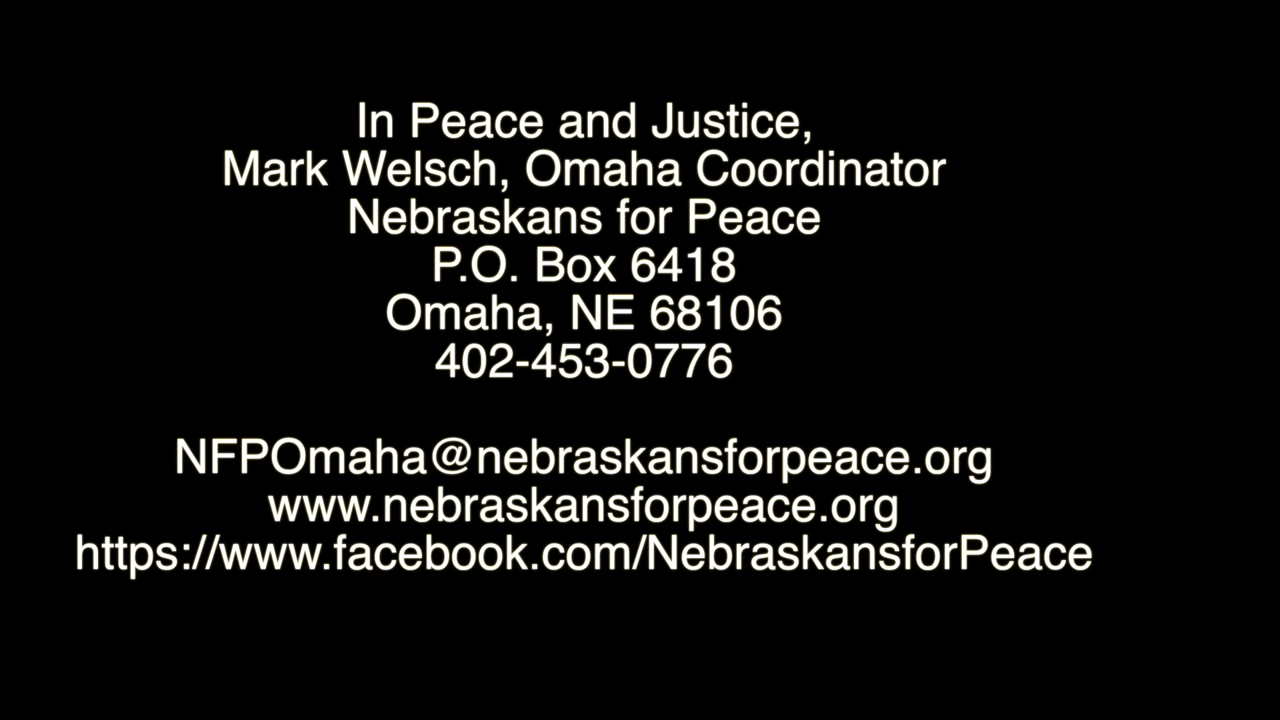 In Peace and Justice,
Mark Welsch, Omaha Coordinator
Nebraskans for Peace
P.O. Box 6418
Omaha, NE 68106
402-453-0776
NFPOmaha@nebraskansforpeace.org
www.nebraskansforpeace.org
https://www.facebook.com/NebraskansforPeace